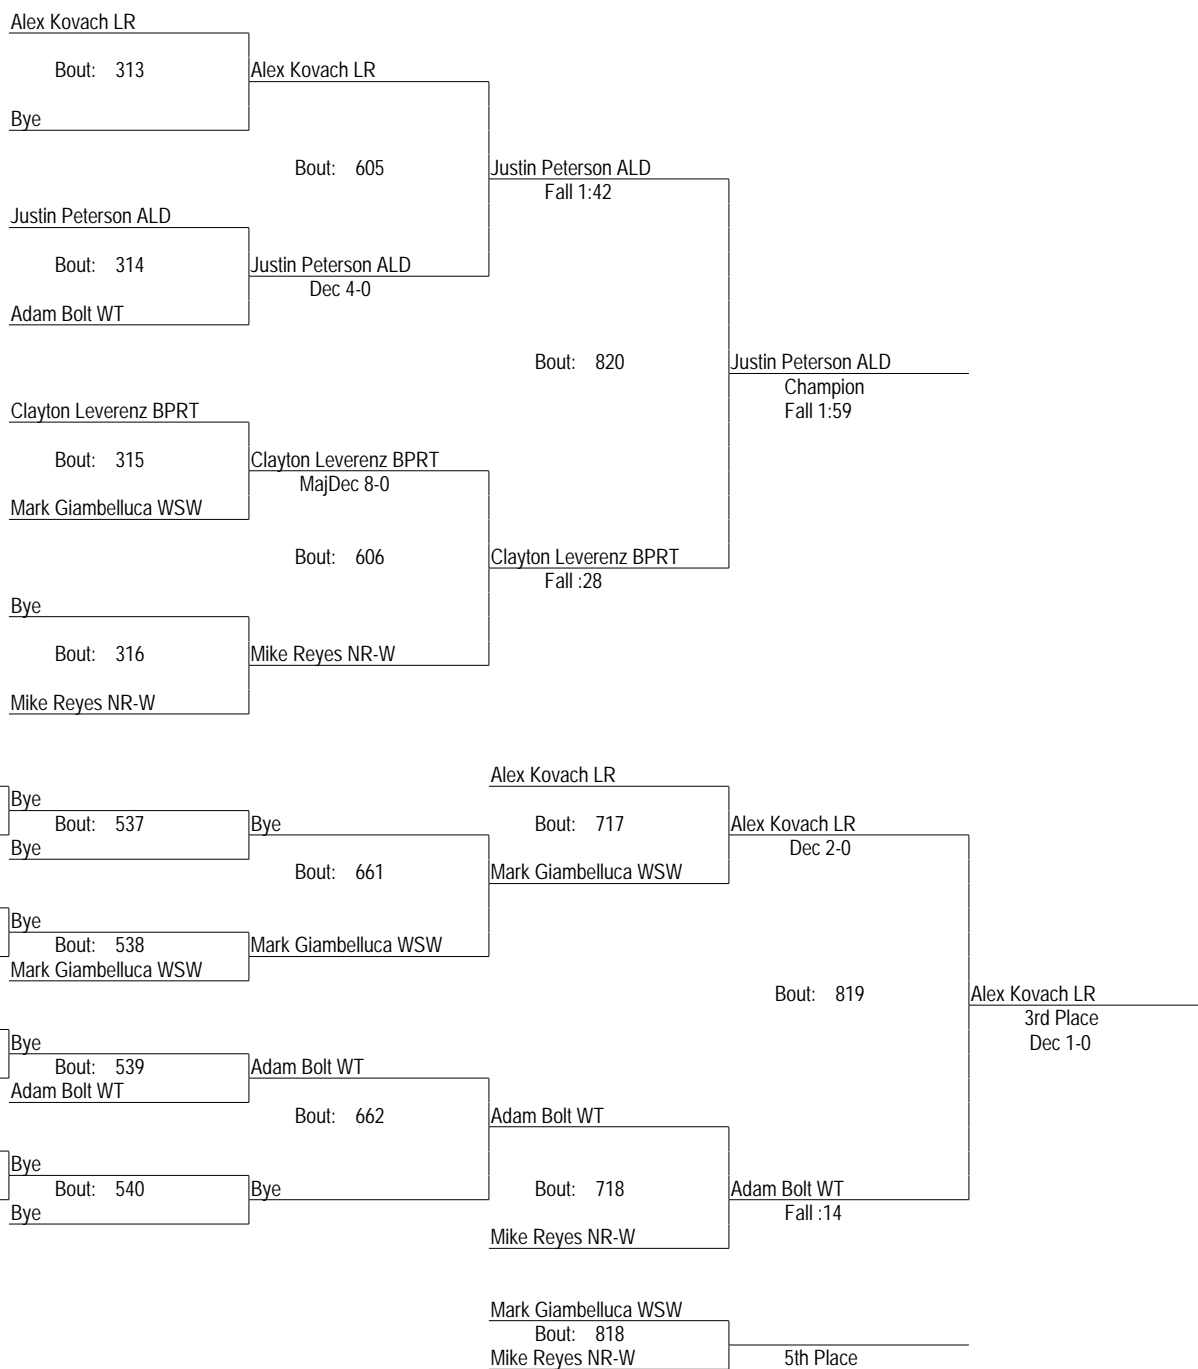 Alex Kovach LR
Bout: 313
Alex Kovach LR
Bye
Bout: 605
Justin Peterson ALD
Fall 1:42
Justin Peterson ALD
Bout: 314
Justin Peterson ALD
Dec 4-0
Adam Bolt WT
Bout: 820
Justin Peterson ALD
Champion
Fall 1:59
Clayton Leverenz BPRT
Bout: 315
Clayton Leverenz BPRT
MajDec 8-0
Mark Giambelluca WSW
Bout: 606
Clayton Leverenz BPRT
Fall :28
Bye
Bout: 316
Mike Reyes NR-W
Mike Reyes NR-W
Alex Kovach LR
Bye
Bout: 537
Bye
Bout: 717
Alex Kovach LR
Dec 2-0
Bye
Bout: 661
Mark Giambelluca WSW
Bye
Bout: 538
Mark Giambelluca WSW
Mark Giambelluca WSW
Bout: 819
Alex Kovach LR
3rd Place
Dec 1-0
Bye
Bout: 539
Adam Bolt WT
Adam Bolt WT
Bout: 662
Adam Bolt WT
Bye
Bout: 540
Bye
Bout: 718
Adam Bolt WT
Fall :14
Bye
Mike Reyes NR-W
Mark Giambelluca WSW
Bout: 818
Mike Reyes NR-W
5th Place